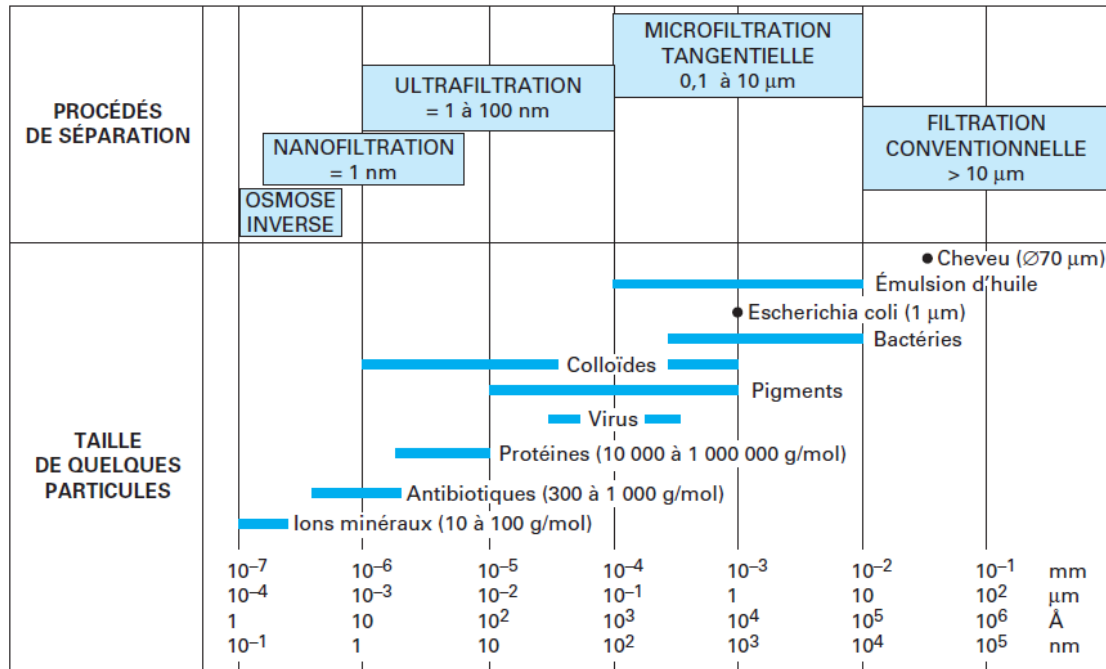 PROCÉDÉS
DE SÉPARATION
MICROFILTRATION
TANGENTIELLE
0,1 à 10 µm
ULTRAFILTRATION
= 1 à 100 nm
FILTRATION
CONVENTIONNELLE
> 10 µm
NANOFILTRATION
= 1 nm
OSMOSE
INVERSE
TAILLE
DE QUELQUES
PARTICULES
Cheveu (Ø70 µm)
Émulsion d’huile
Escherichia coli (1 µm)
Bactéries
Colloïdes
Pigments
Virus
Protéines (10 000 à 1 000 000 g/mol)
Antibiotiques (300 à 1 000 g/mol)
Ions minéraux (10 à 100 g/mol)
10⁻⁷ 10⁻⁶ 10⁻⁵ 10⁻⁴ 10⁻³ 10⁻² 10⁻¹ mm
10⁻⁴ 10⁻³ 10⁻² 10⁻¹ 1 10 10² µm
1 10 10² 10³ 10⁴ 10⁵ 10⁶ Å
10⁻¹ 1 10 10² 10³ 10⁴ 10⁵ nm